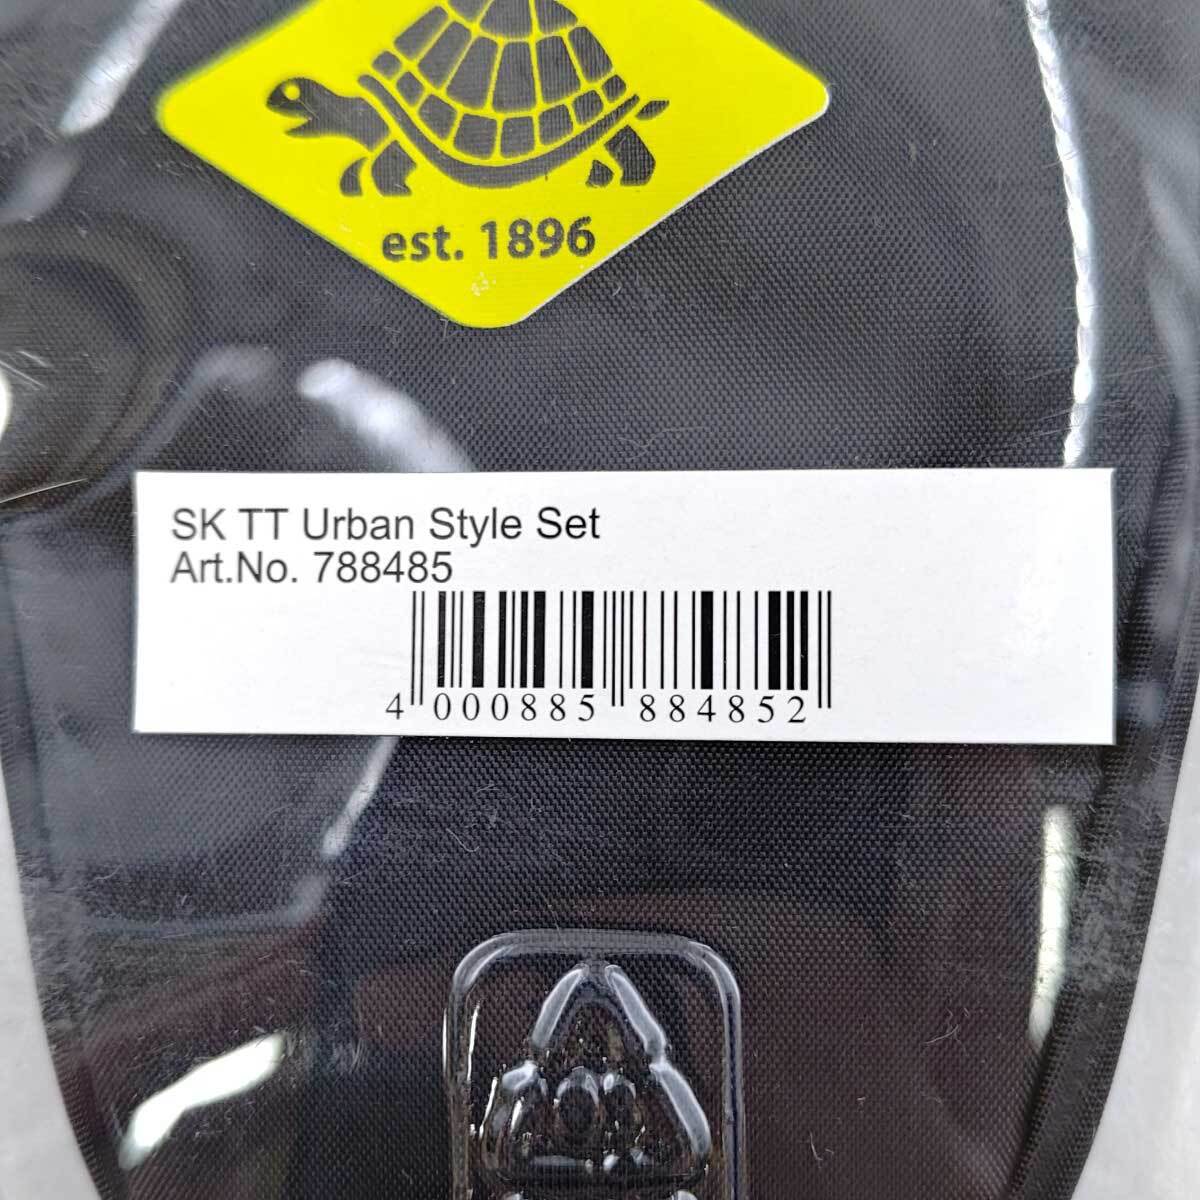 est. 1896
SK TT Urban Style Set
Art.No. 788485
4 000885 884852